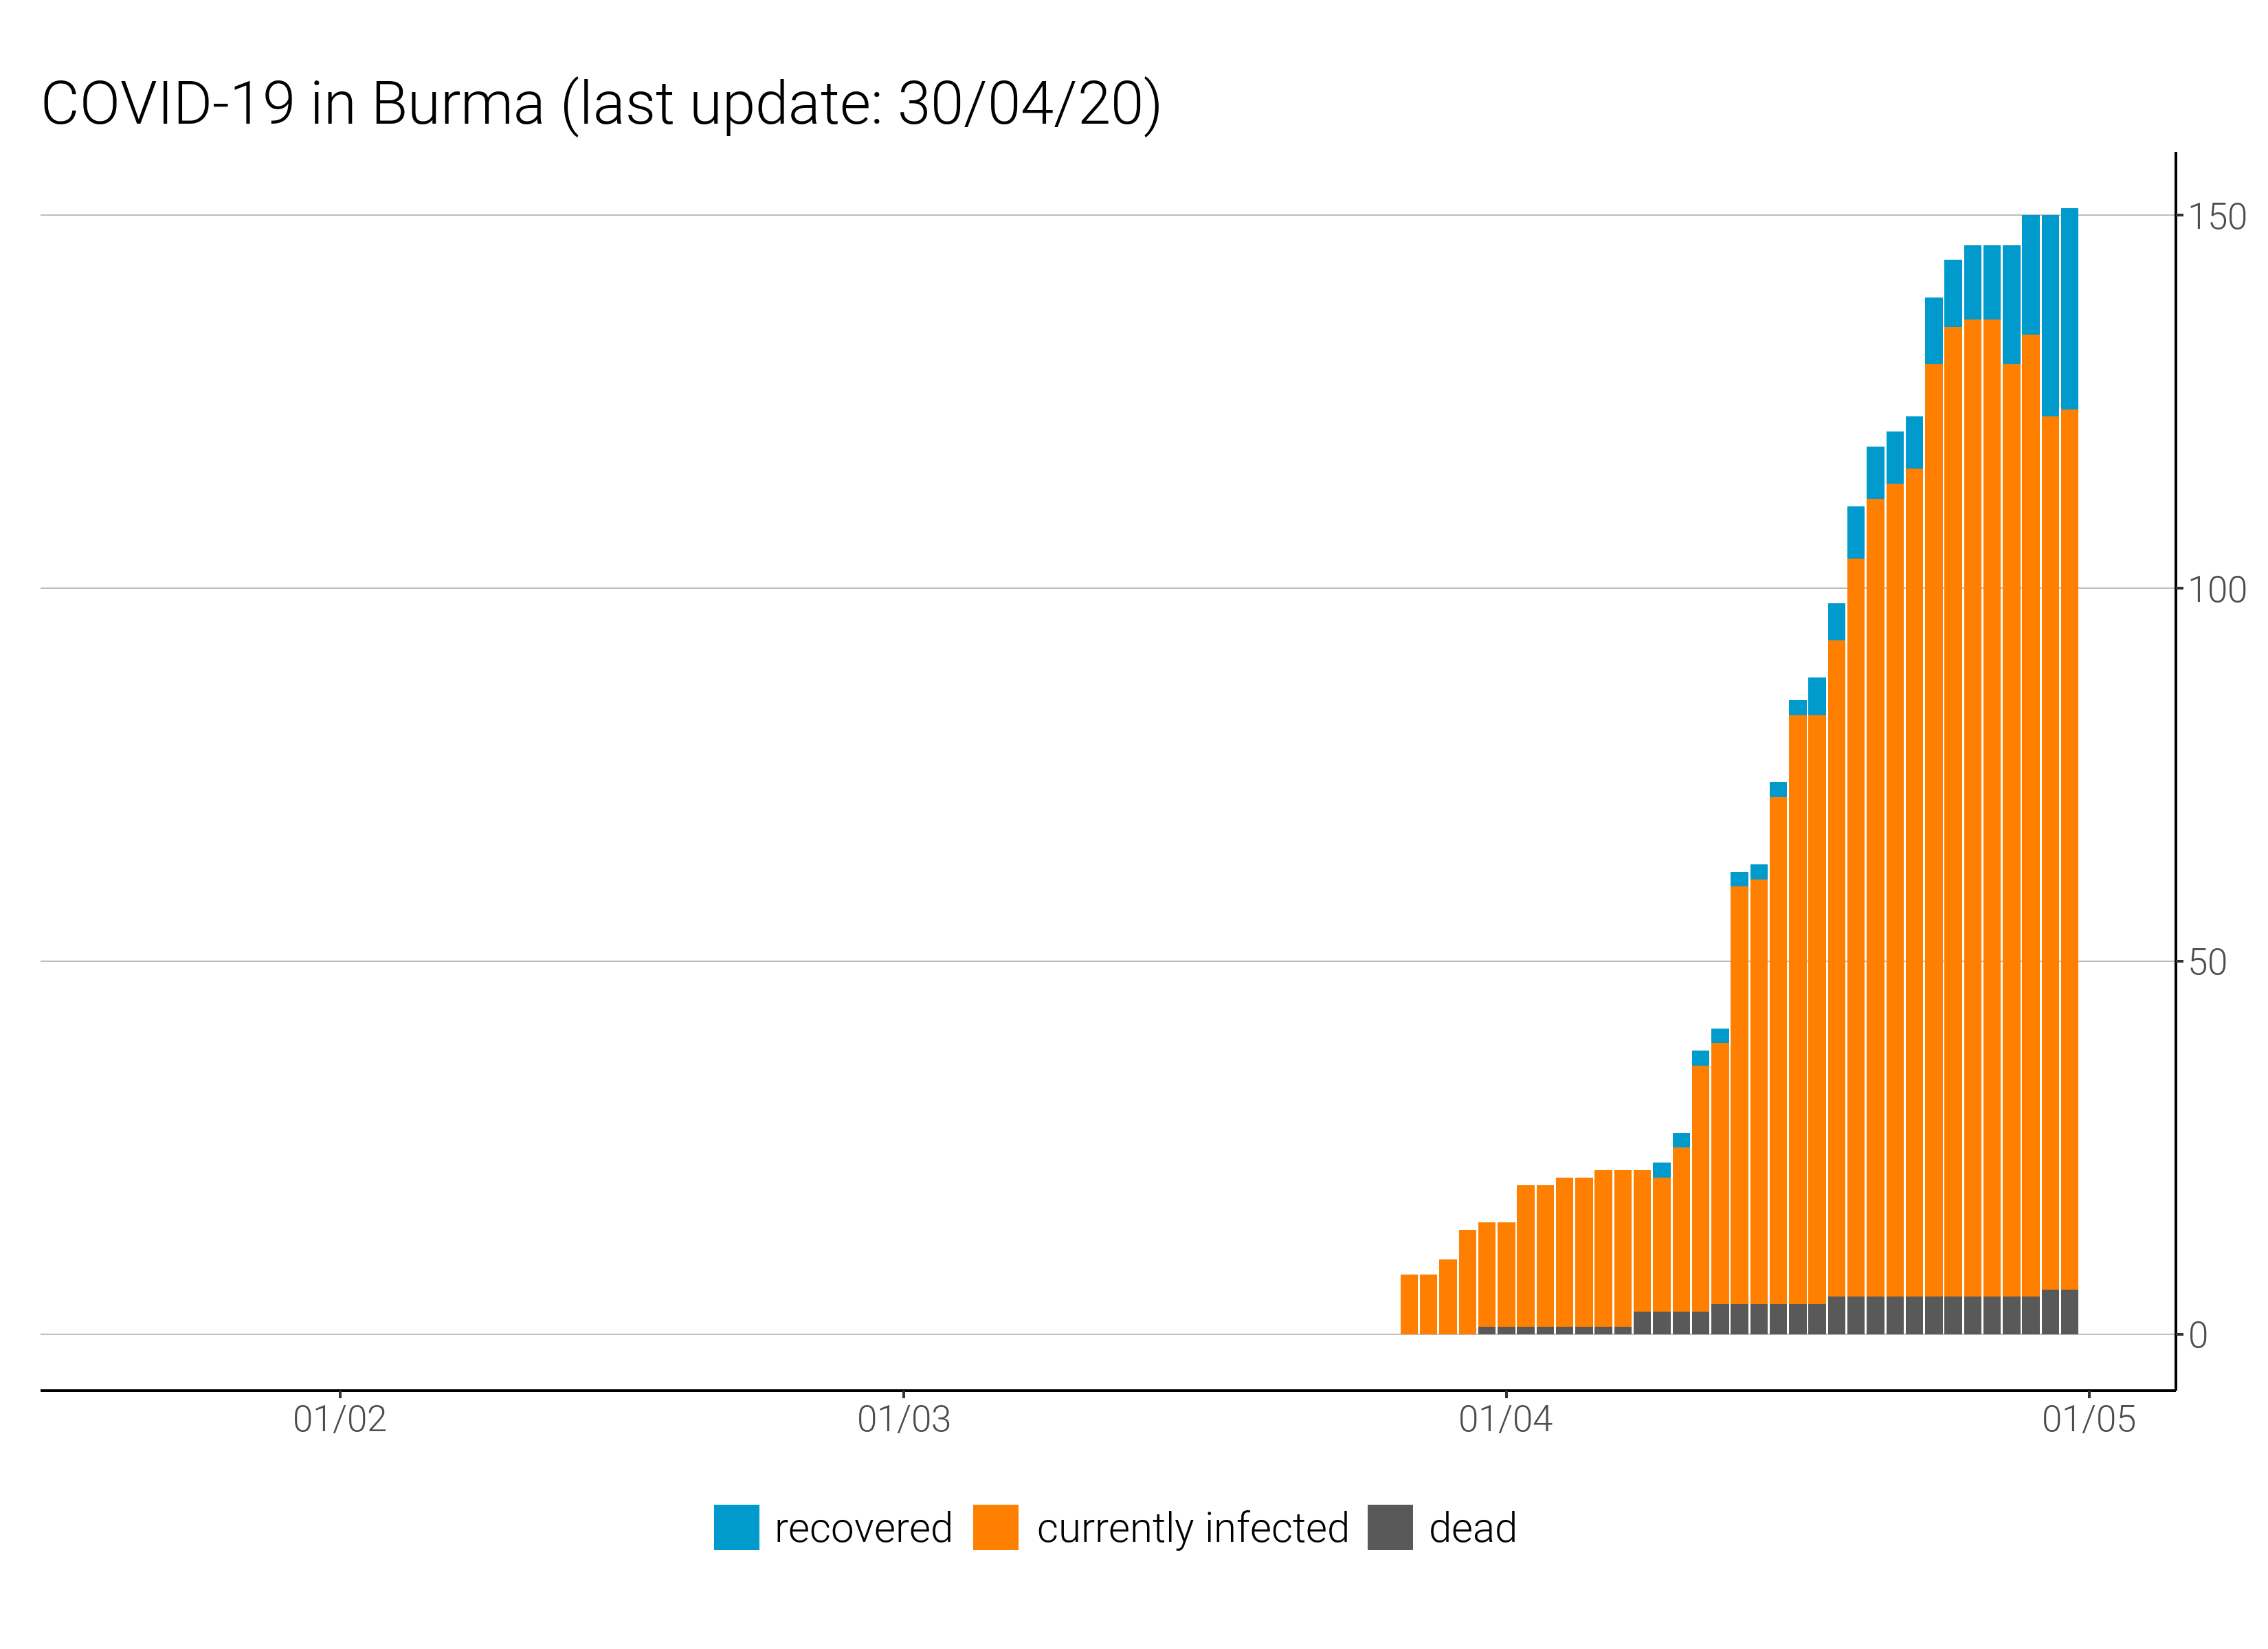 COVID-19 in Burma (last update: 30/04/20)
150
100
50
0
01/02 01/03 01/04 01/05
recovered currently infected dead